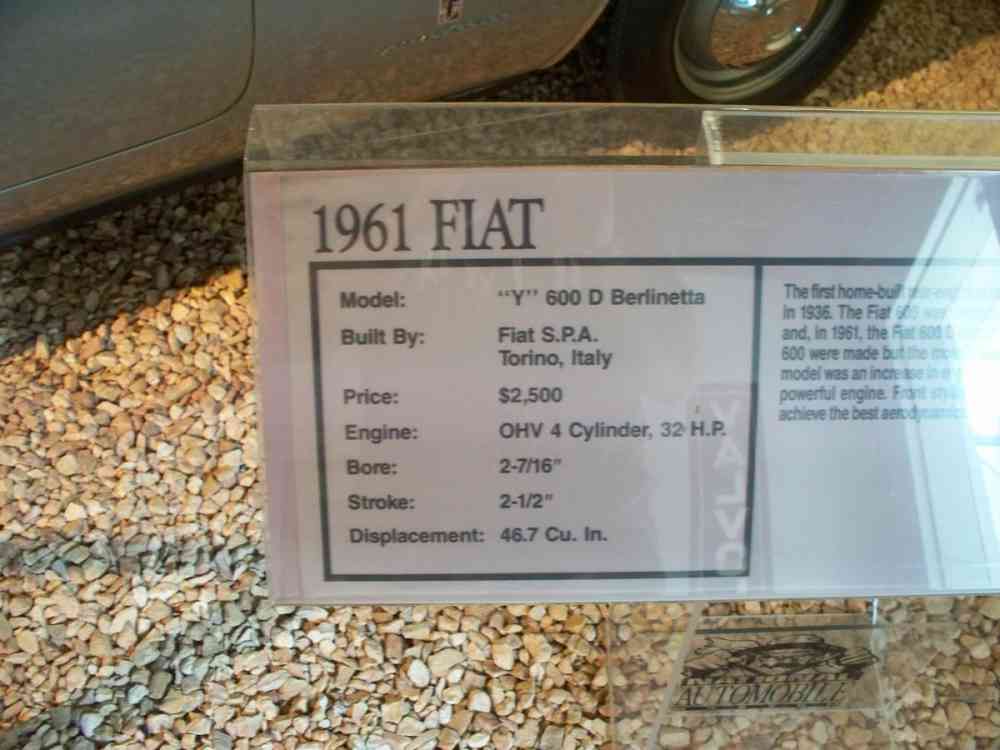 1961 FIAT
Model: "Y" 600 D Berlinetta
Built By: Fiat S.P.A.
Torino, Italy
Price: $2,500
Engine: OHV 4 Cylinder, 32 H.P.
Bore: 2-7/16"
Stroke: 2-1/2"
Displacement: 46.7 Cu. In.
The first home-built
in 1936. The Fiat 600 was
and, in 1961, the Fiat 600 D
600 were made but the
model was an increase in
powerful engine. Front
achieve the best aerodynamic
VALVO
AUTOMOBILE